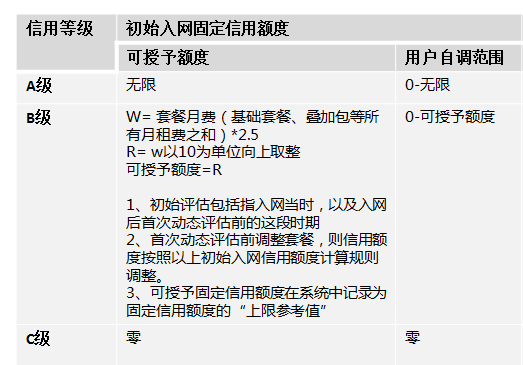 信用等级 初始入网固定信用额度
可授予额度 用户自调范围
A级 无限 0-无限
B级 W= 套餐月费（基础套餐、叠加包等所 0-可授予额度
有月租费之和）*2.5
R= w以10为单位向上取整
可授予额度=R
1、初始评估包括指入网当时，以及入网
后首次动态评估前的这段时期
2、首次动态评估前调整套餐，则信用额
度按照以上初始入网信用额度计算规则
调整。
3、可授予固定信用额度在系统中记录为
固定信用额度的“上限参考值”
C级 零 零